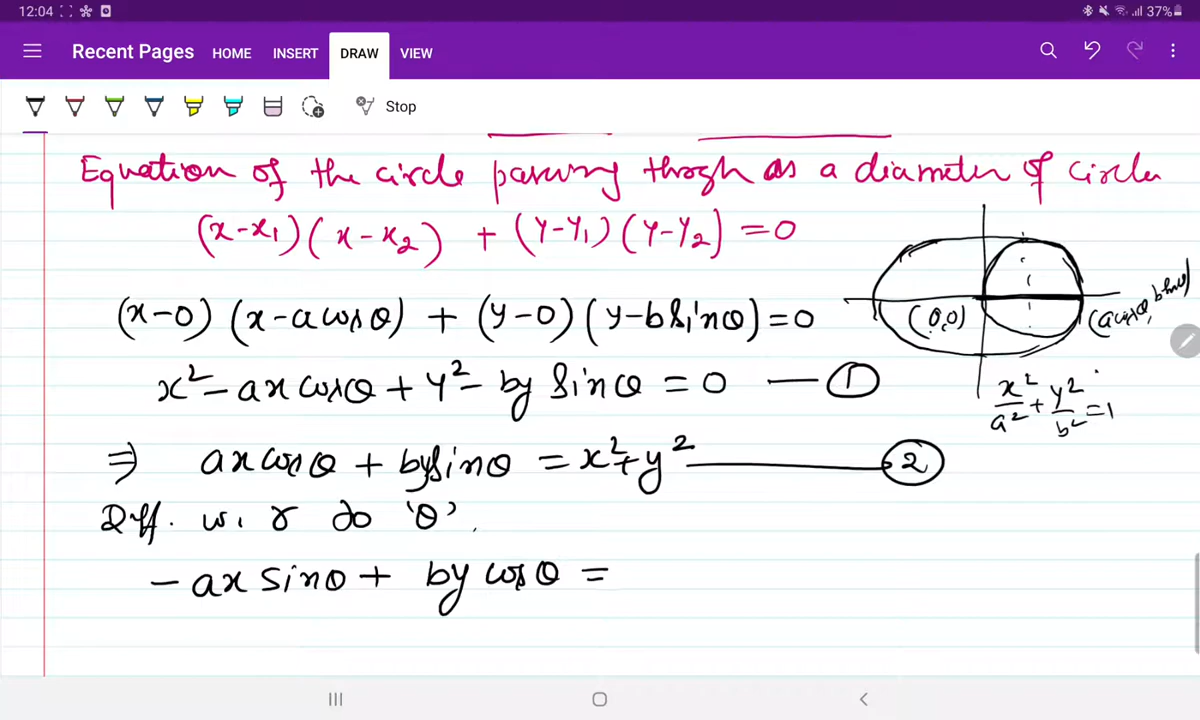 12:04 37%
Recent Pages HOME INSERT DRAW VIEW
Stop
Equation of the circle passing throgh as a diameter of circle
(x-x₁)(x-x₂) + (y-y₁)(y-y₂) = 0
(x-0)(x-a cosθ) + (y-0)(y-b sinθ) = 0
(0,0)
(a cosθ, b sinθ)
x² - ax cosθ + y² - by sinθ = 0 — ①
x²/a² + y²/b² = 1
⇒ ax cosθ + by sinθ = x² + y² — ②
Diff. w. r to 'θ'.
- ax sinθ + by cosθ =